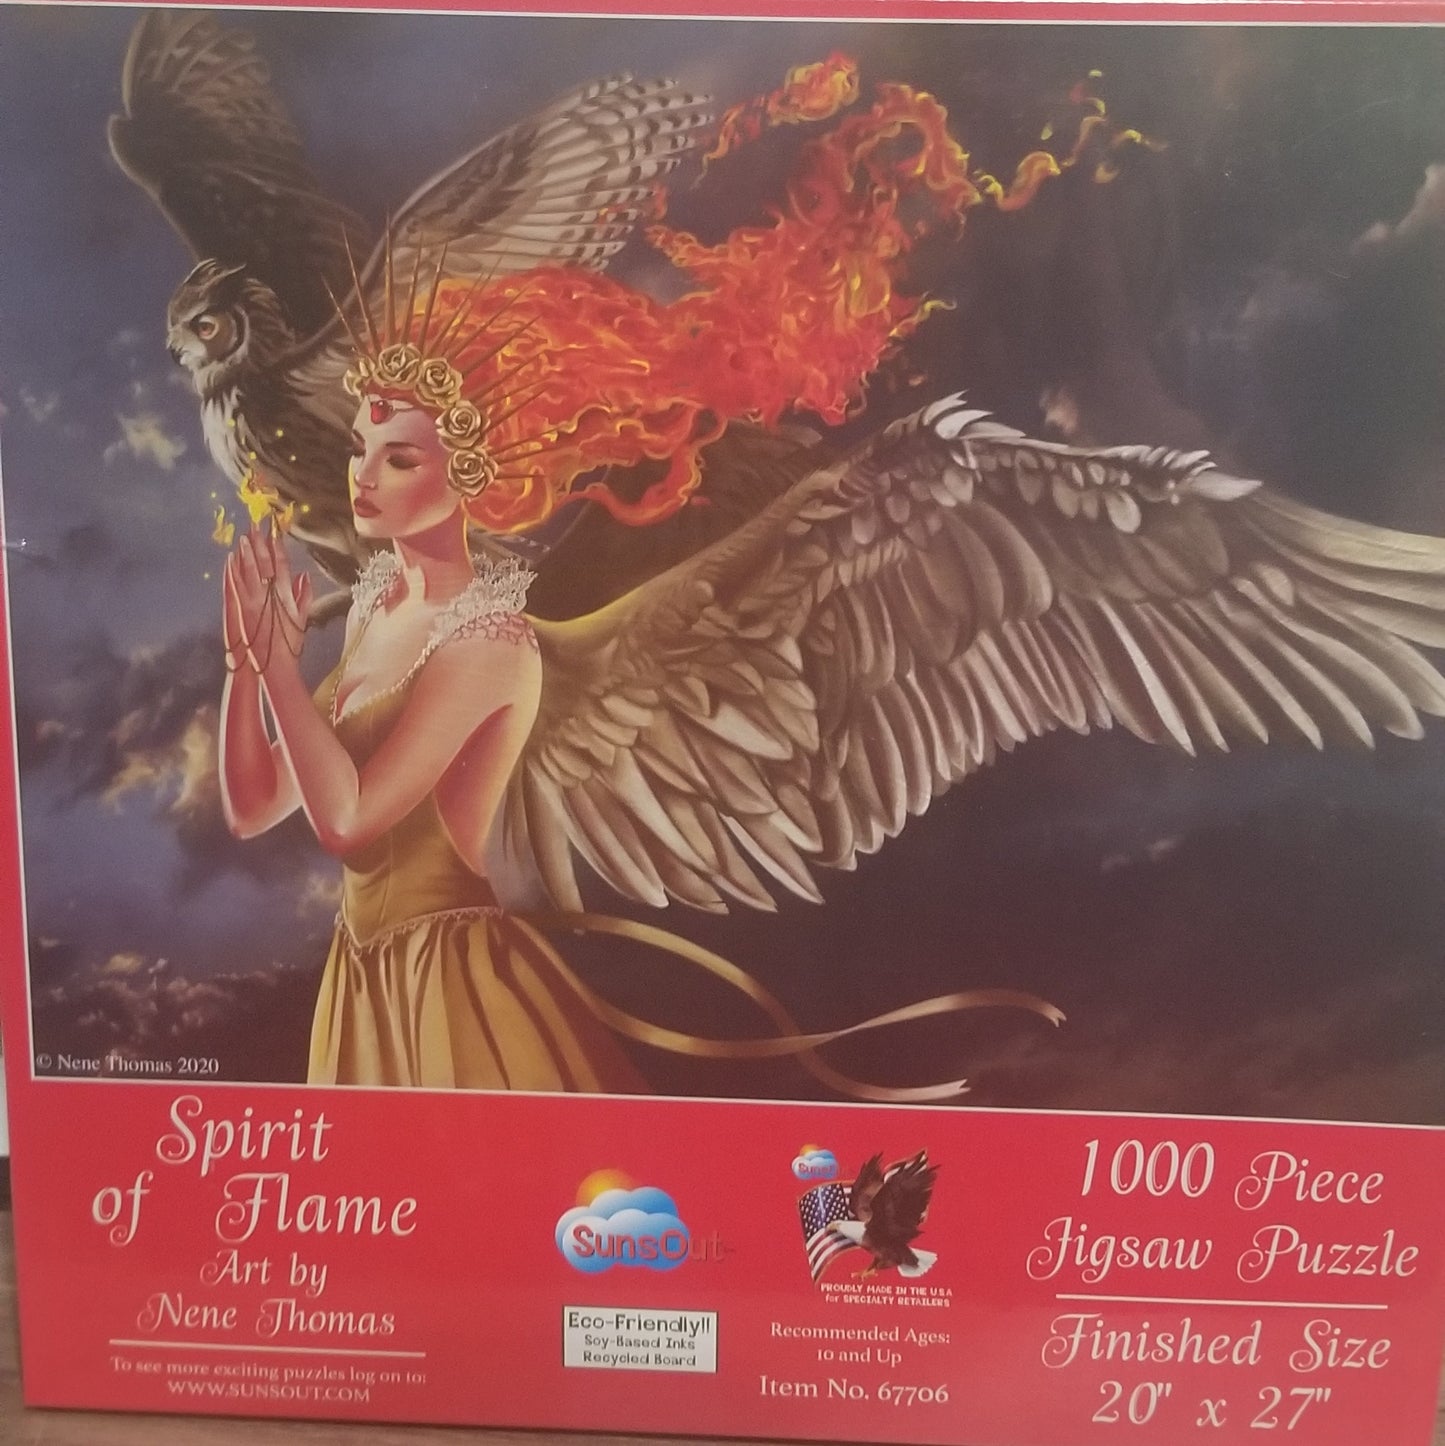 © Nene Thomas 2020
Spirit
of Flame
Art by
Nene Thomas
To see more exciting puzzles log on to:
WWW.SUNSOUT.COM
SunsOut
Eco-Friendly!!
Soy-Based Inks
Recycled Board
SunsOut
PROUDLY MADE IN THE USA
for SPECIALTY RETAILERS
Recommended Ages:
10 and Up
Item No. 67706
1000 Piece
Jigsaw Puzzle
Finished Size
20" x 27"